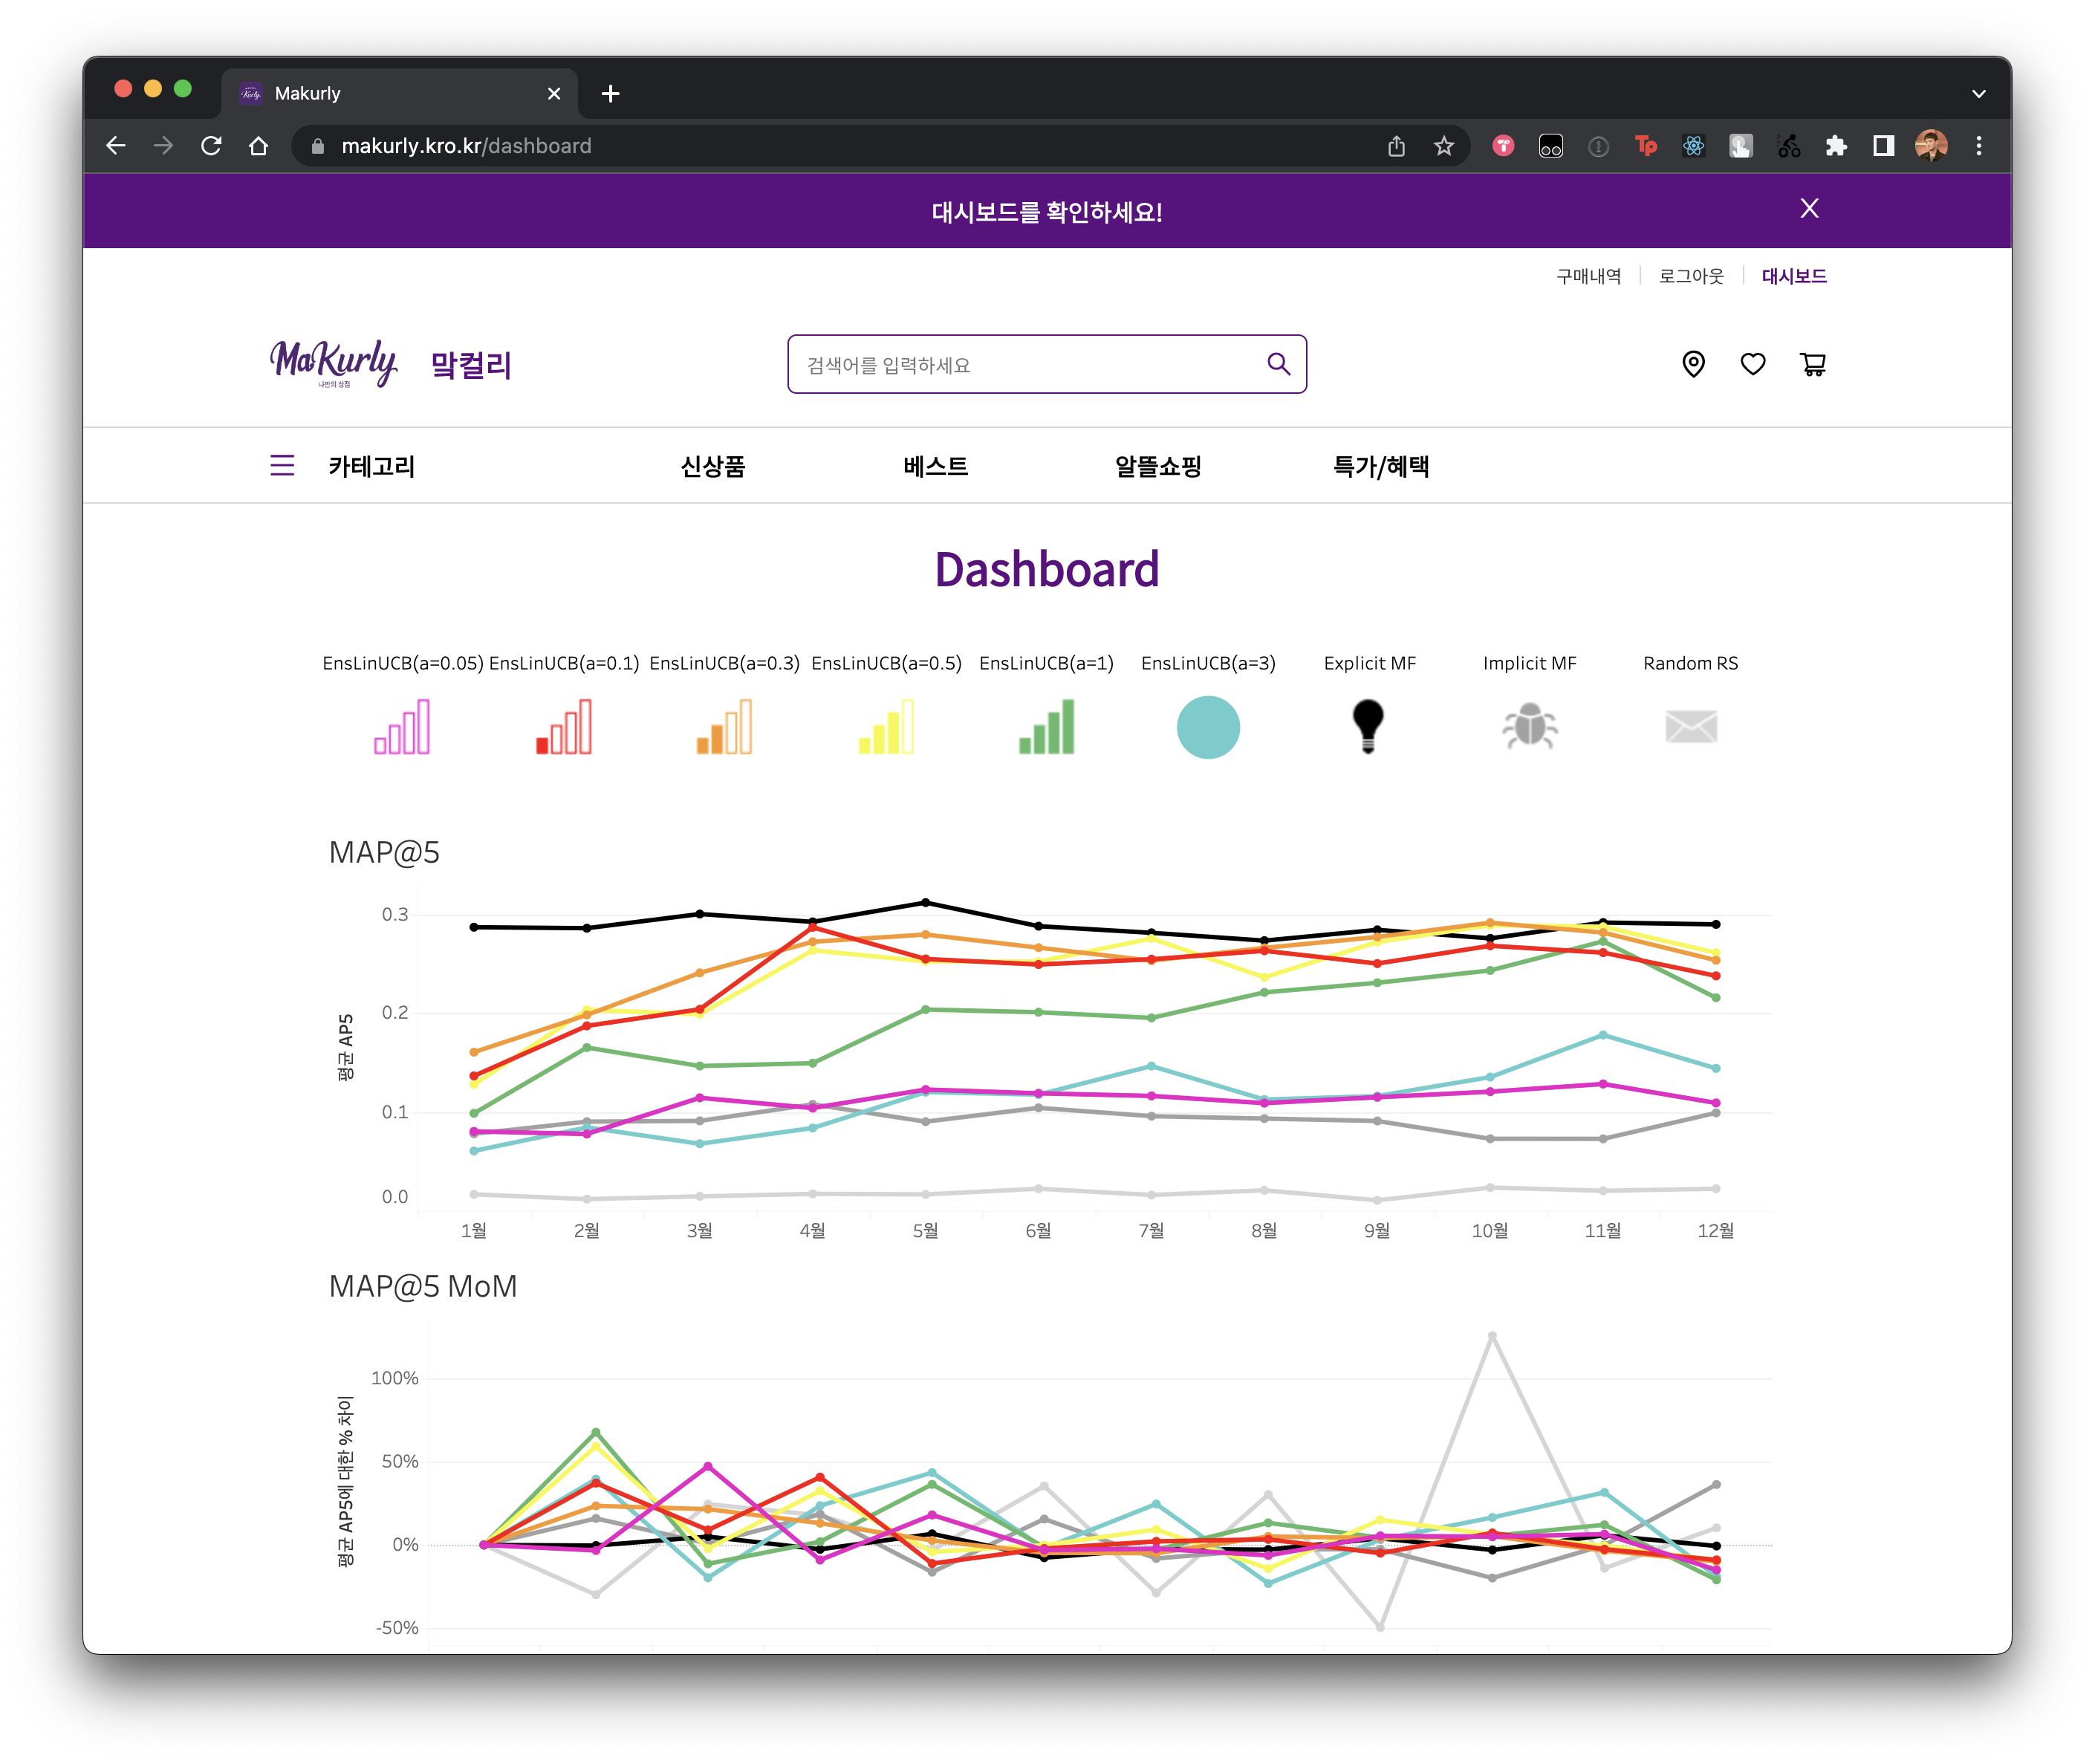 Makurly
makurly.kro.kr/dashboard
대시보드를 확인하세요!
X
구매내역 로그아웃 대시보드
MaKurly
나만의 상점
맠컬리
검색어를 입력하세요
카테고리 신상품 베스트 알뜰쇼핑 특가/혜택
Dashboard
EnsLinUCB(a=0.05) EnsLinUCB(a=0.1) EnsLinUCB(a=0.3) EnsLinUCB(a=0.5) EnsLinUCB(a=1) EnsLinUCB(a=3) Explicit MF Implicit MF Random RS
MAP@5
평균 AP5
0.3
0.2
0.1
0.0
1월 2월 3월 4월 5월 6월 7월 8월 9월 10월 11월 12월
MAP@5 MoM
평균 AP5에 대한 % 차이
100%
50%
0%
-50%